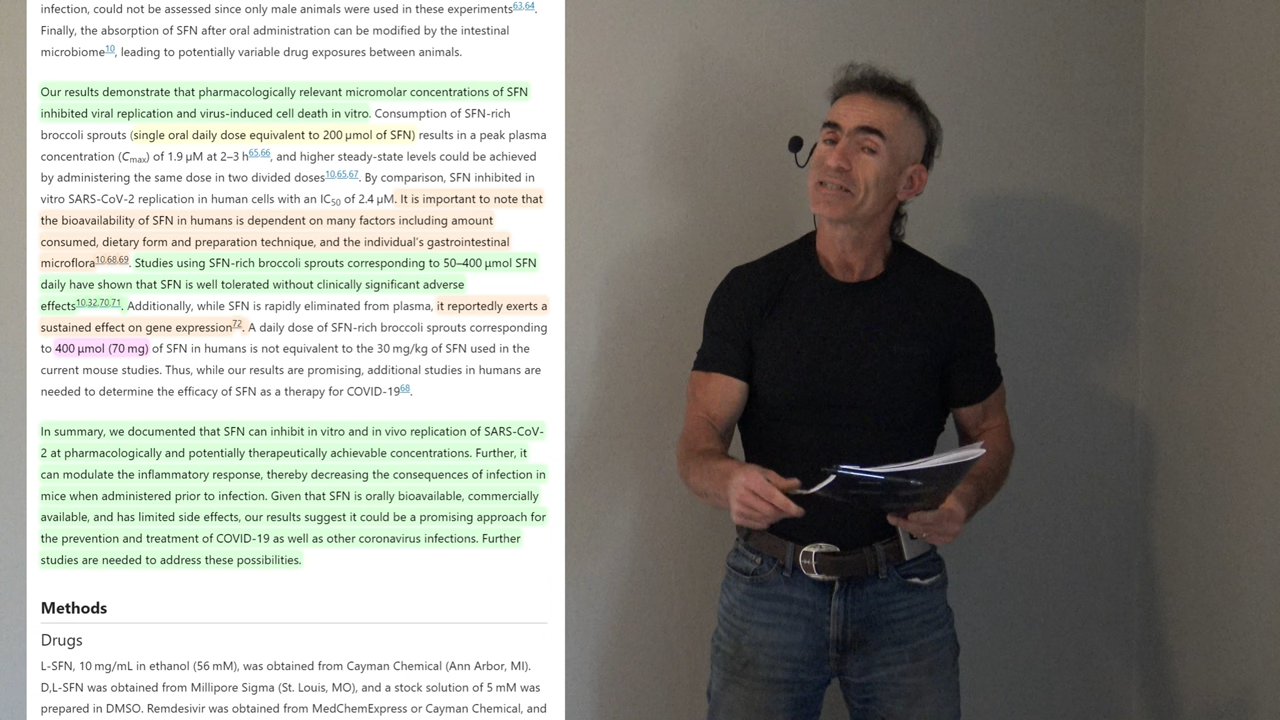 infection, could not be assessed since only male animals were used in these experiments63,64.
Finally, the absorption of SFN after oral administration can be modified by the intestinal
microbiome10, leading to potentially variable drug exposures between animals.
Our results demonstrate that pharmacologically relevant micromolar concentrations of SFN
inhibited viral replication and virus-induced cell death in vitro. Consumption of SFN-rich
broccoli sprouts (single oral daily dose equivalent to 200 μmol of SFN) results in a peak plasma
concentration (Cmax) of 1.9 μM at 2–3 h65,66, and higher steady-state levels could be achieved
by administering the same dose in two divided doses10,65,67. By comparison, SFN inhibited in
vitro SARS-CoV-2 replication in human cells with an IC50 of 2.4 μM. It is important to note that
the bioavailability of SFN in humans is dependent on many factors including amount
consumed, dietary form and preparation technique, and the individual's gastrointestinal
microflora10,68,69. Studies using SFN-rich broccoli sprouts corresponding to 50–400 μmol SFN
daily have shown that SFN is well tolerated without clinically significant adverse
effects10,32,70,71. Additionally, while SFN is rapidly eliminated from plasma, it reportedly exerts a
sustained effect on gene expression72. A daily dose of SFN-rich broccoli sprouts corresponding
to 400 μmol (70 mg) of SFN in humans is not equivalent to the 30 mg/kg of SFN used in the
current mouse studies. Thus, while our results are promising, additional studies in humans are
needed to determine the efficacy of SFN as a therapy for COVID-1968.
In summary, we documented that SFN can inhibit in vitro and in vivo replication of SARS-CoV-
2 at pharmacologically and potentially therapeutically achievable concentrations. Further, it
can modulate the inflammatory response, thereby decreasing the consequences of infection in
mice when administered prior to infection. Given that SFN is orally bioavailable, commercially
available, and has limited side effects, our results suggest it could be a promising approach for
the prevention and treatment of COVID-19 as well as other coronavirus infections. Further
studies are needed to address these possibilities.
Methods
Drugs
L-SFN, 10 mg/mL in ethanol (56 mM), was obtained from Cayman Chemical (Ann Arbor, MI).
D,L-SFN was obtained from Millipore Sigma (St. Louis, MO), and a stock solution of 5 mM was
prepared in DMSO. Remdesivir was obtained from MedChemExpress or Cayman Chemical, and